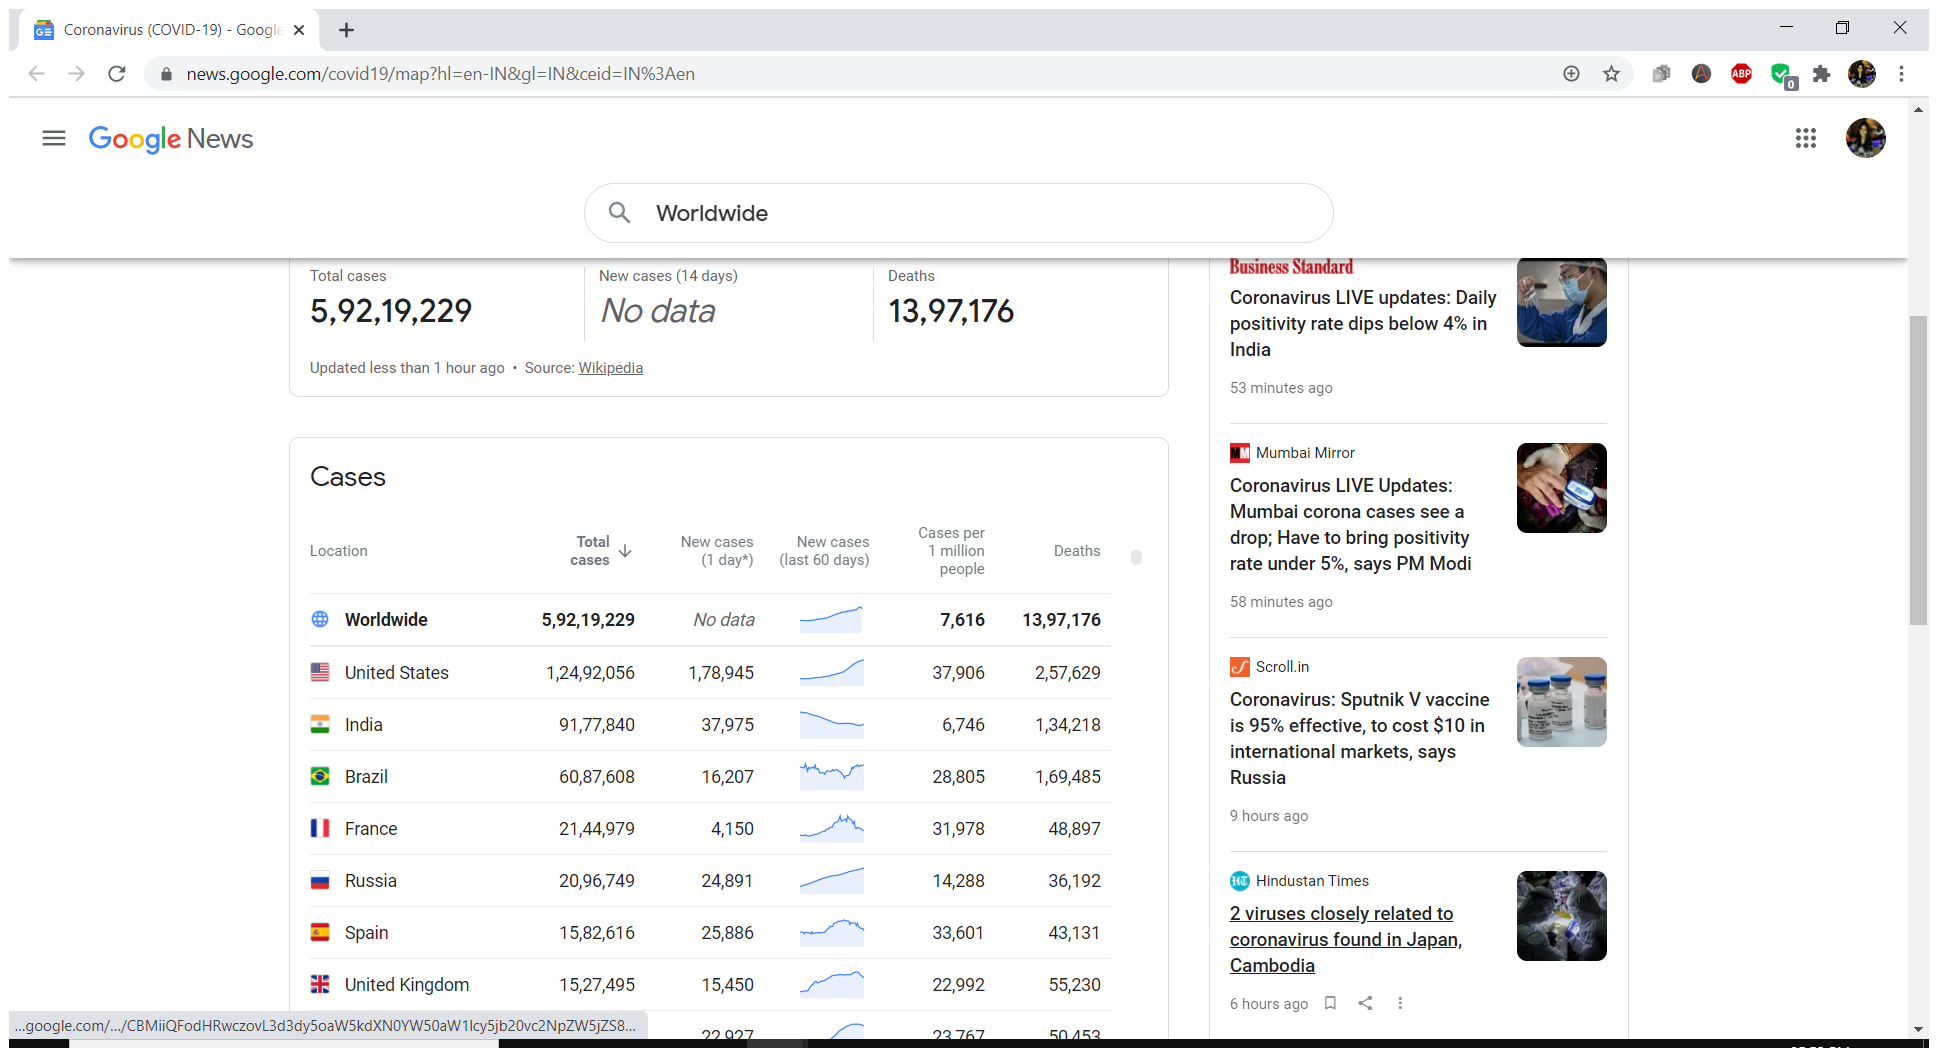 Coronavirus (COVID-19) - Google
news.google.com/covid19/map?hl=en-IN&gl=IN&ceid=IN%3Aen
ABP
0
Google News
Worldwide
Total cases
5,92,19,229
New cases (14 days)
No data
Deaths
13,97,176
Updated less than 1 hour ago • Source: Wikipedia
Cases
Location
Total
cases
New cases
(1 day*)
New cases
(last 60 days)
Cases per
1 million
people
Deaths
Worldwide 5,92,19,229 No data 7,616 13,97,176
United States 1,24,92,056 1,78,945 37,906 2,57,629
India 91,77,840 37,975 6,746 1,34,218
Brazil 60,87,608 16,207 28,805 1,69,485
France 21,44,979 4,150 31,978 48,897
Russia 20,96,749 24,891 14,288 36,192
Spain 15,82,616 25,886 33,601 43,131
United Kingdom 15,27,495 15,450 22,992 55,230
22,927 23,767 50,453
Business Standard
Coronavirus LIVE updates: Daily
positivity rate dips below 4% in
India
53 minutes ago
Mumbai Mirror
Coronavirus LIVE Updates:
Mumbai corona cases see a
drop; Have to bring positivity
rate under 5%, says PM Modi
58 minutes ago
Scroll.in
Coronavirus: Sputnik V vaccine
is 95% effective, to cost $10 in
international markets, says
Russia
9 hours ago
HT Hindustan Times
2 viruses closely related to
coronavirus found in Japan,
Cambodia
6 hours ago
...google.com/.../CBMiiQFodHRwczovL3d3dy5oaW5kdXN0YW50aW1lcy5jb20vc2NpZW5jZS8...